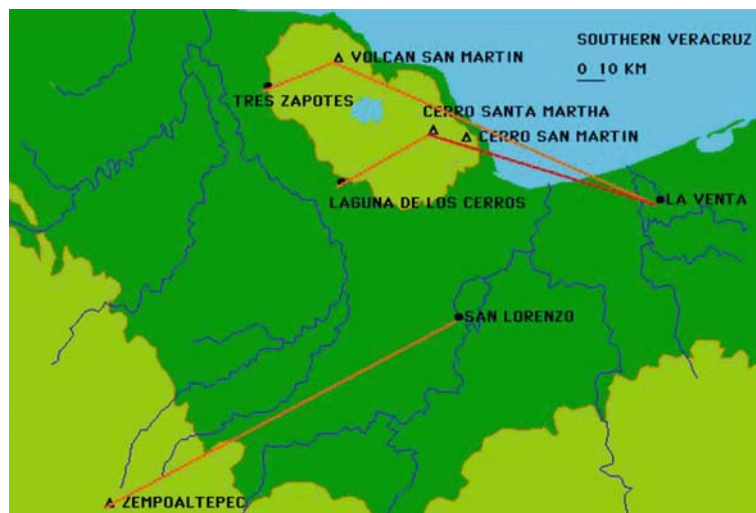 SOUTHERN VERACRUZ
VOLCAN SAN MARTIN
0 10 KM
TRES ZAPOTES
CERRO SANTA MARTHA
CERRO SAN MARTIN
LAGUNA DE LOS CERROS
LA VENTA
SAN LORENZO
ZEMPOALTEPEC